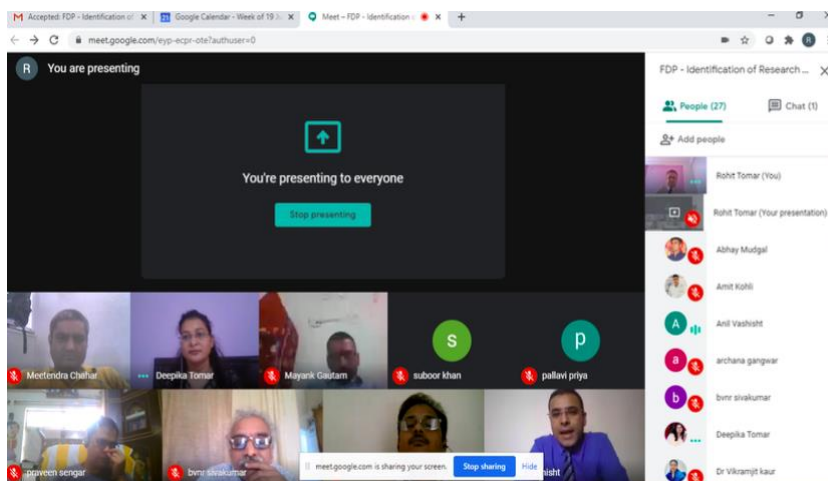 Accepted: FDP - Identification of
Google Calendar - Week of 19 J
Meet – FDP - Identification o
meet.google.com/eyp-ecpr-ote?authuser=0
R
R You are presenting
You're presenting to everyone
Stop presenting
FDP - Identification of Research ...
People (27)
Chat (1)
Add people
Rohit Tomar (You)
Rohit Tomar (Your presentation)
Abhay Mudgal
Amit Kohli
A Anil Vashisht
a archana gangwar
b bvnr sivakumar
Deepika Tomar
Dr Vikramjit kaur
s
p
Meetendra Chahar
Deepika Tomar
Mayank Gautam
suboor khan
pallavi priya
praveen sengar
bvnr sivakumar
isht
meet.google.com is sharing your screen.
Stop sharing
Hide